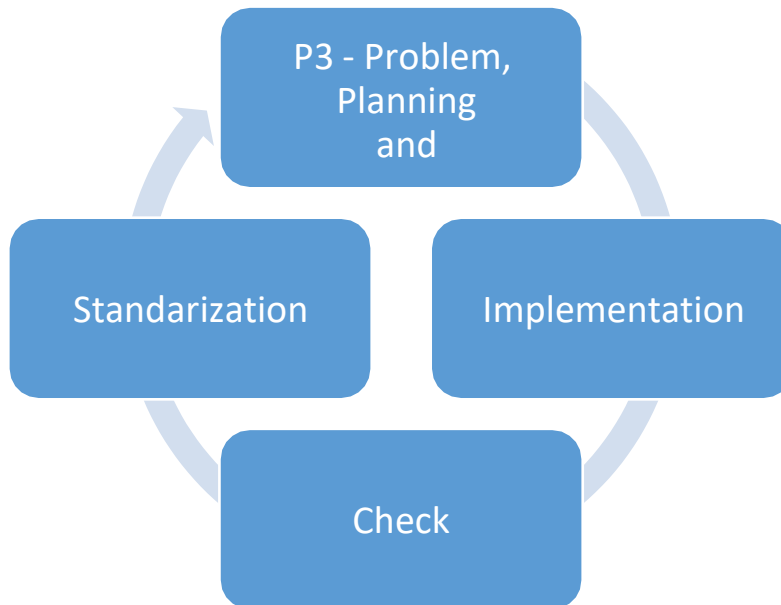 P3 - Problem,
Planning
and
Implementation
Check
Standarization